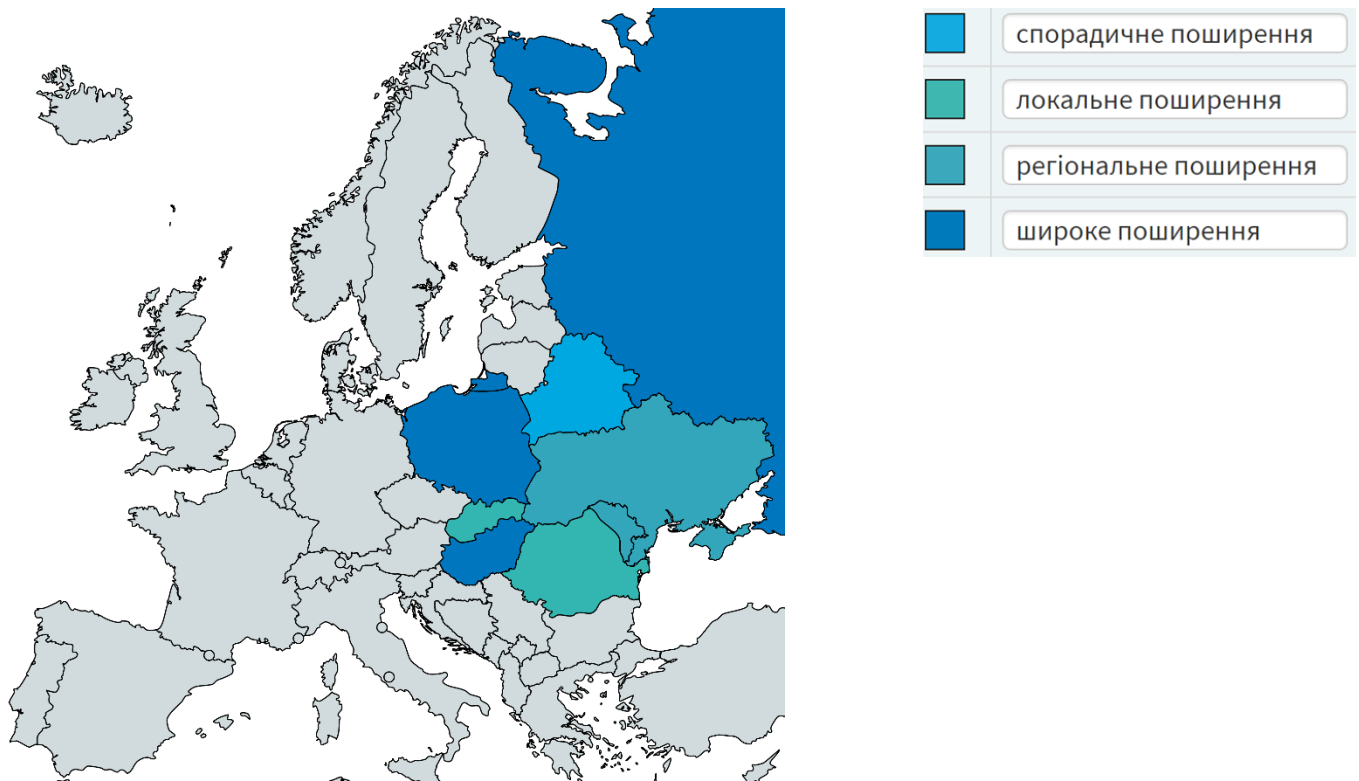 спорадичне поширення
локальне поширення
регіональне поширення
широке поширення